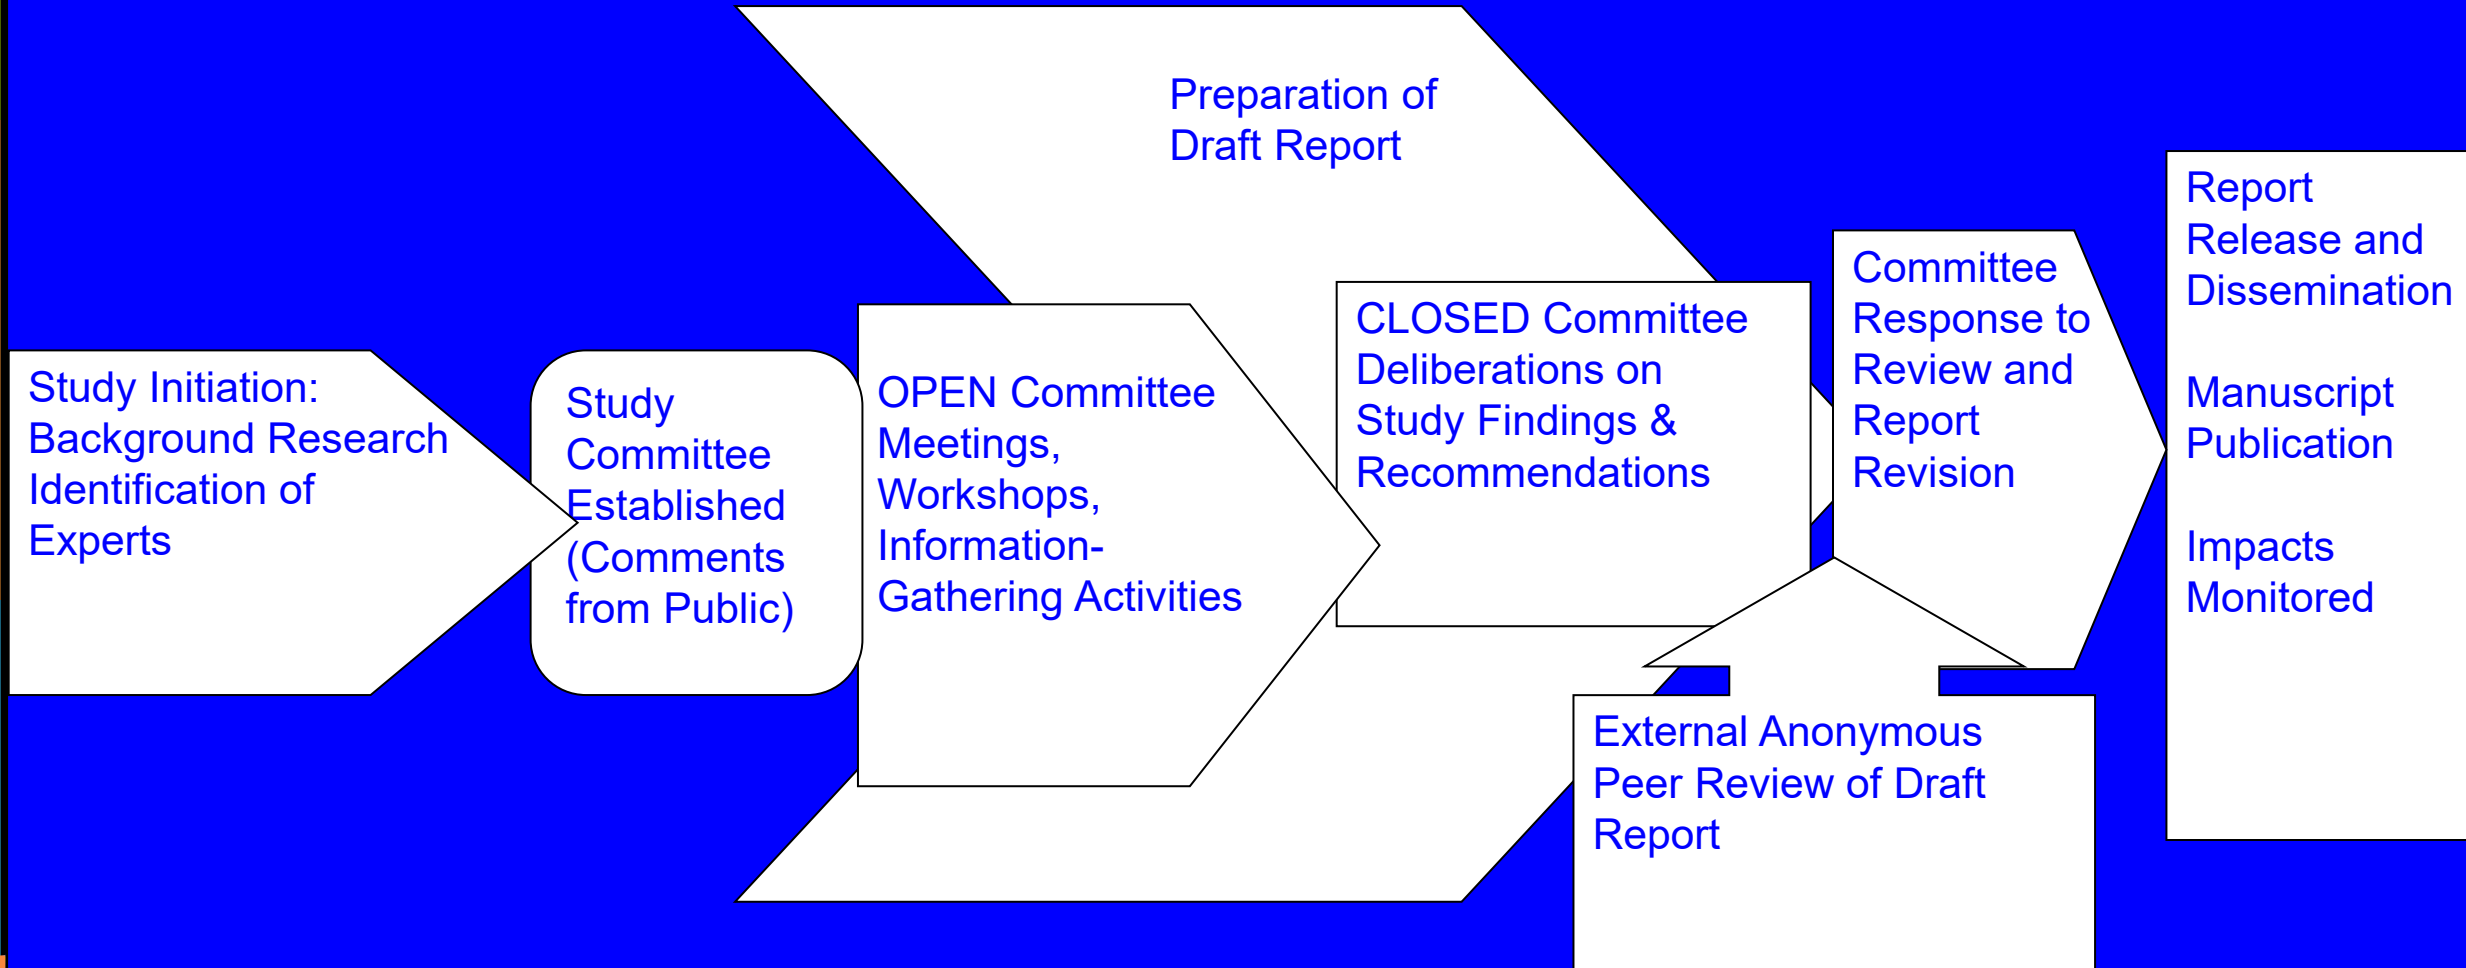 Study Initiation:
Background Research
Identification of
Experts
Study
Committee
Established
(Comments
from Public)
Preparation of
Draft Report
OPEN Committee
Meetings,
Workshops,
Information-
Gathering Activities
CLOSED Committee
Deliberations on
Study Findings &
Recommendations
External Anonymous
Peer Review of Draft
Report
Committee
Response to
Review and
Report
Revision
Report
Release and
Dissemination
Manuscript
Publication
Impacts
Monitored